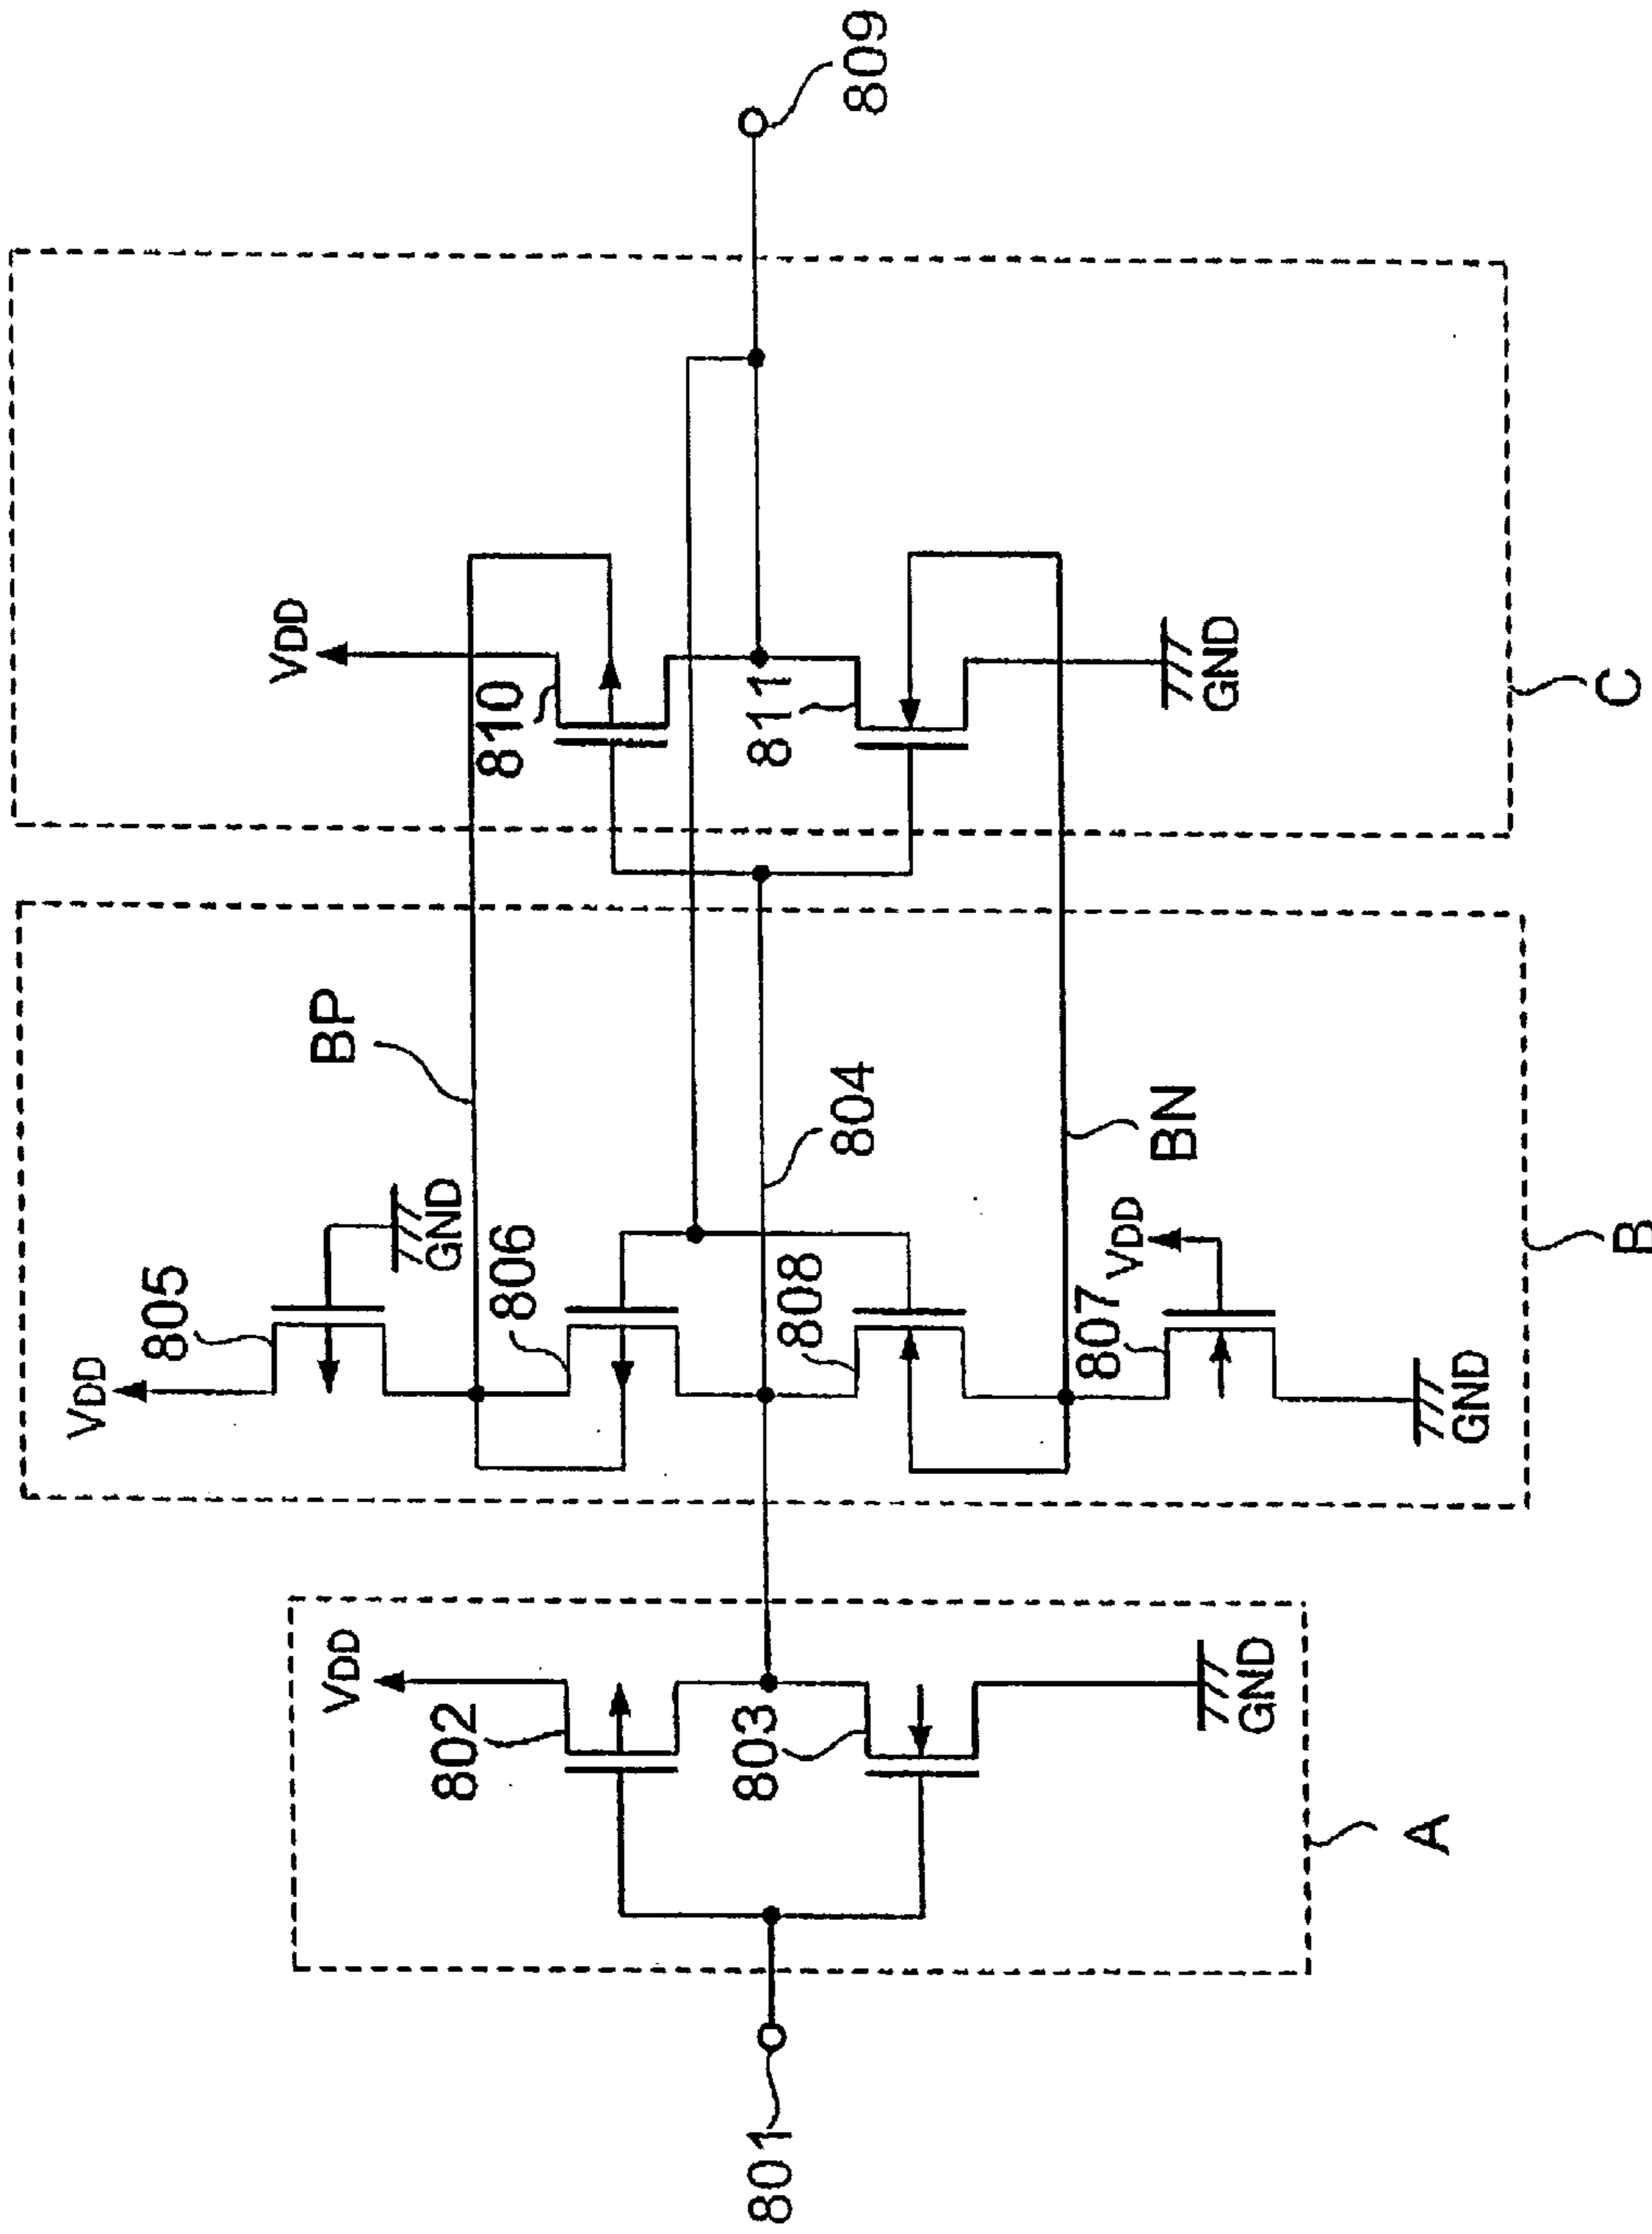 801
A
802
VDD
803
GND
B
VDD
805
GND
806
808
VDD
807
GND
BP
804
BN
C
VDD
810
811
GND
809